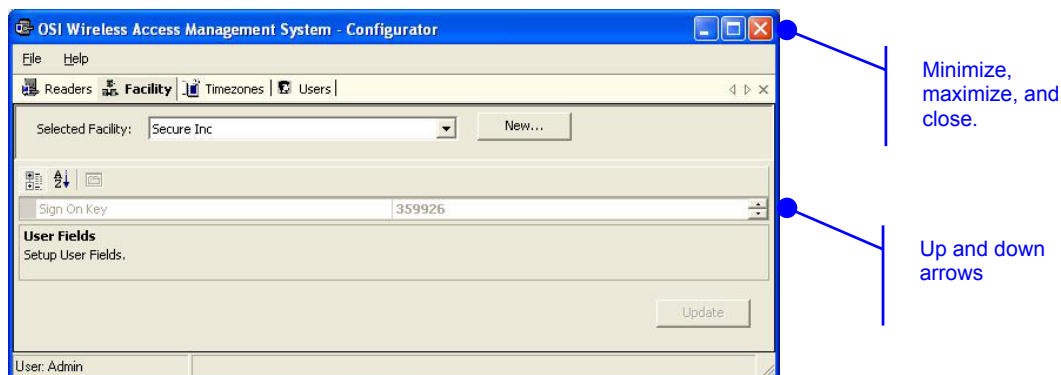 OSI Wireless Access Management System - Configurator
File Help
Readers Facility Timezones Users
Selected Facility: Secure Inc New...
Sign On Key 359926
User Fields
Setup User Fields.
Update
User: Admin
Minimize,
maximize, and
close.
Up and down
arrows